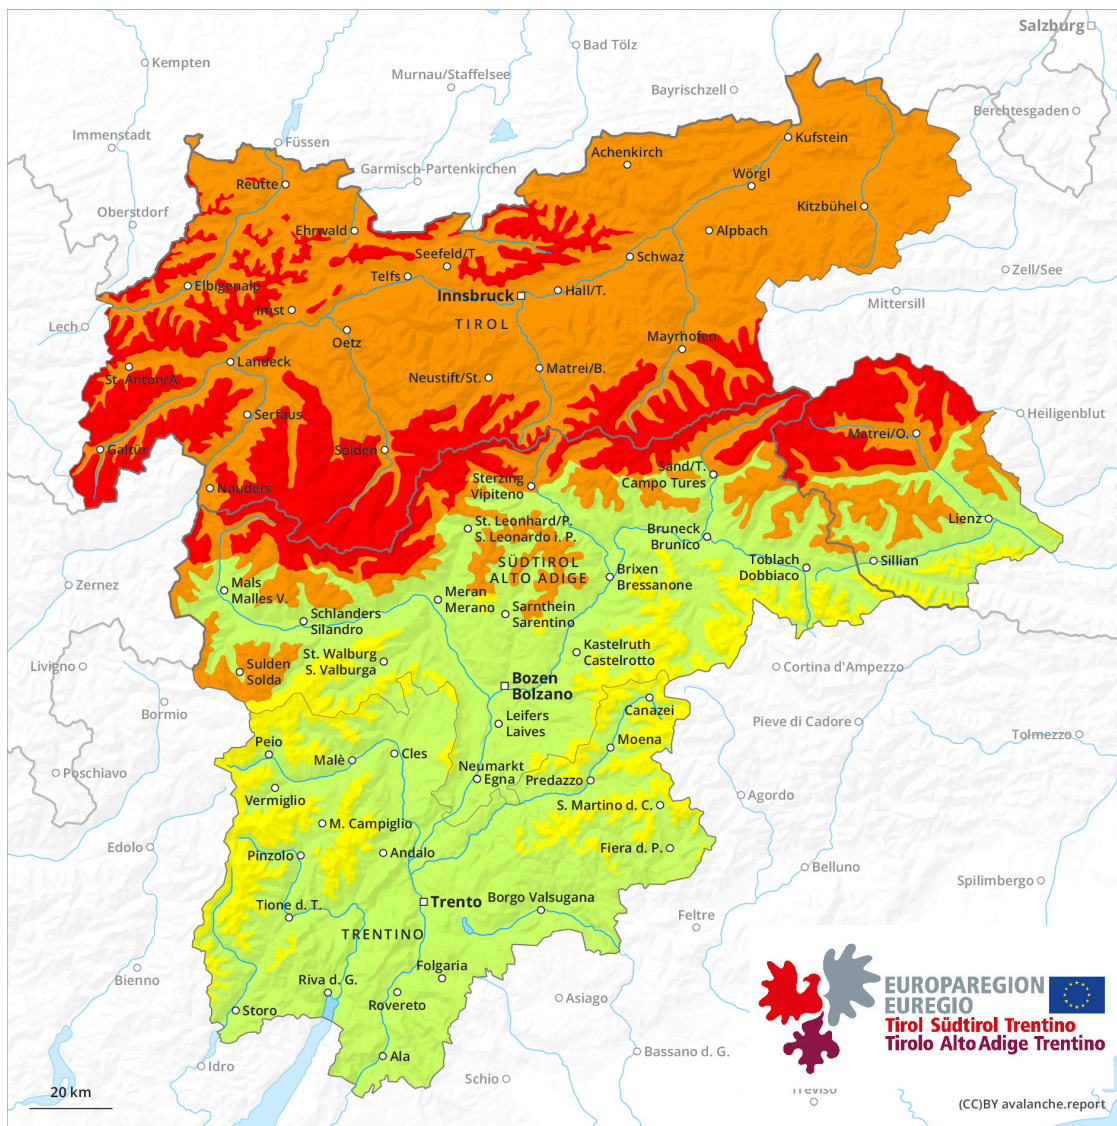 Salzburg
Bad Tölz
Kempten
Murnau/Staffelsee
Bayrischzell
Berchtesgaden
Immenstadt
Füssen
Kufstein
Achenkirch
Garmisch-Partenkirchen
Wörgl
Reutte
Kitzbühel
Oberstdorf
Ehrwald
Alpbach
Seefeld/T.
Schwaz
Zell/See
Telfs
Elbigenalp
Innsbruck
Hall/T.
Mittersill
Imst
TIROL
Lech
Oetz
Mayrhofen
Landeck
Matrei/B.
St. Anton/A.
Neustift/St.
Serfaus
Heiligenblut
Matrei/O.
Galtür
Sölden
Sand/T.
Campo Tures
Sterzing
Vipiteno
Nauders
Lienz
St. Leonhard/P.
S. Leonardo i. P.
Bruneck
Brunico
SÜDTIROL
ALTO ADIGE
Toblach
Dobbiaco
Sillian
Brixen
Bressanone
Zernez
Mals
Malles V.
Meran
Merano
Sarnthein
Sarentino
Schlanders
Silandro
Kastelruth
Castelrotto
St. Walburg
S. Valburga
Livigno
Sulden
Solda
Cortina d'Ampezzo
Bozen
Bolzano
Bormio
Canazei
Leifers
Laives
Pieve di Cadore
Tolmezzo
Peio
Moena
Malè
Cles
Poschiavo
Neumarkt
Egna
Predazzo
Vermiglio
Agordo
S. Martino d. C.
M. Campiglio
Edolo
Pinzolo
Andalo
Fiera d. P.
Belluno
Spilimbergo
Tione d. T.
Trento
Borgo Valsugana
Feltre
TRENTINO
Folgaria
Bienno
Riva d. G.
Rovereto
Asiago
Storo
EUROPAREGION
EUREGIO
Tirol Südtirol Trentino
Tirolo Alto Adige Trentino
Ala
Bassano d. G.
Idro
Schio
Treviso
20 km
(CC)BY avalanche.report